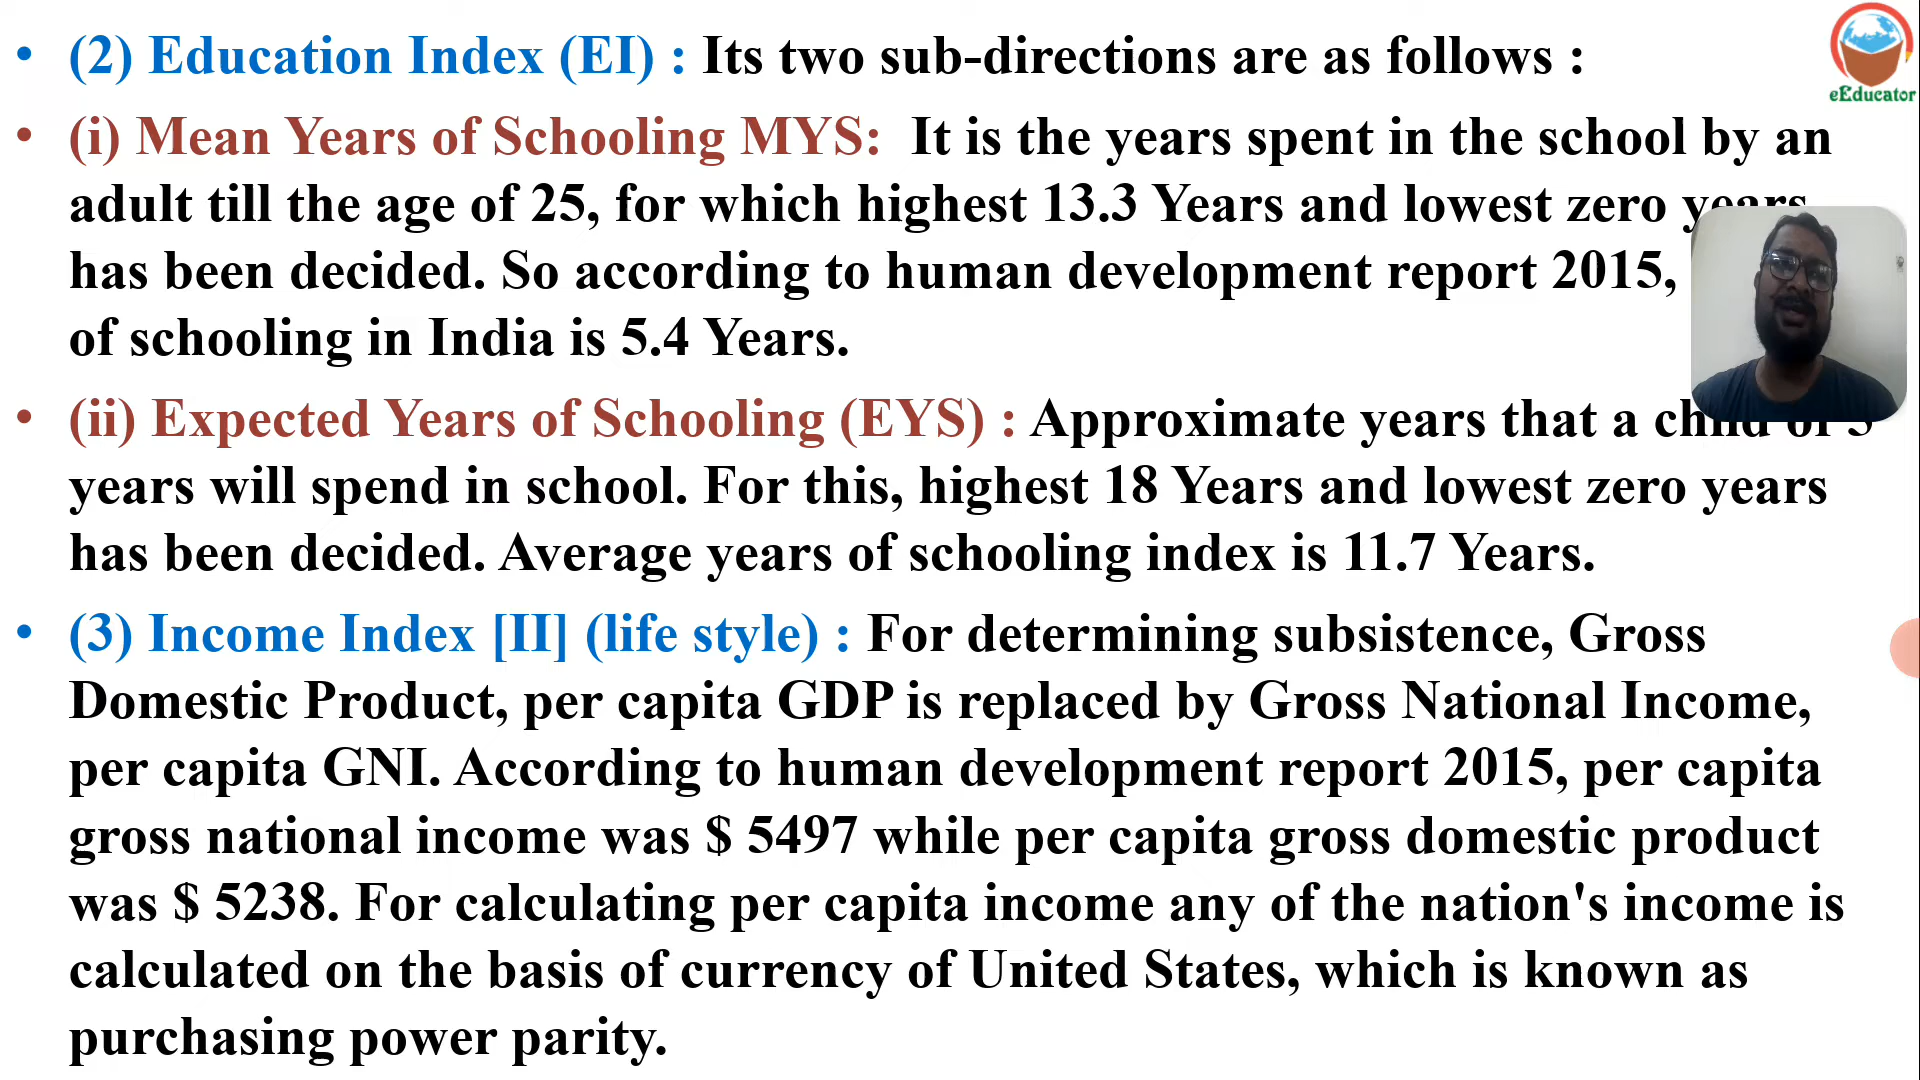 • (2) Education Index (EI) : Its two sub-directions are as follows :
eEducator
• (i) Mean Years of Schooling MYS: It is the years spent in the school by an
adult till the age of 25, for which highest 13.3 Years and lowest zero years
has been decided. So according to human development report 2015,
of schooling in India is 5.4 Years.
• (ii) Expected Years of Schooling (EYS) : Approximate years that a child of 5
years will spend in school. For this, highest 18 Years and lowest zero years
has been decided. Average years of schooling index is 11.7 Years.
• (3) Income Index [II] (life style) : For determining subsistence, Gross
Domestic Product, per capita GDP is replaced by Gross National Income,
per capita GNI. According to human development report 2015, per capita
gross national income was $ 5497 while per capita gross domestic product
was $ 5238. For calculating per capita income any of the nation's income is
calculated on the basis of currency of United States, which is known as
purchasing power parity.